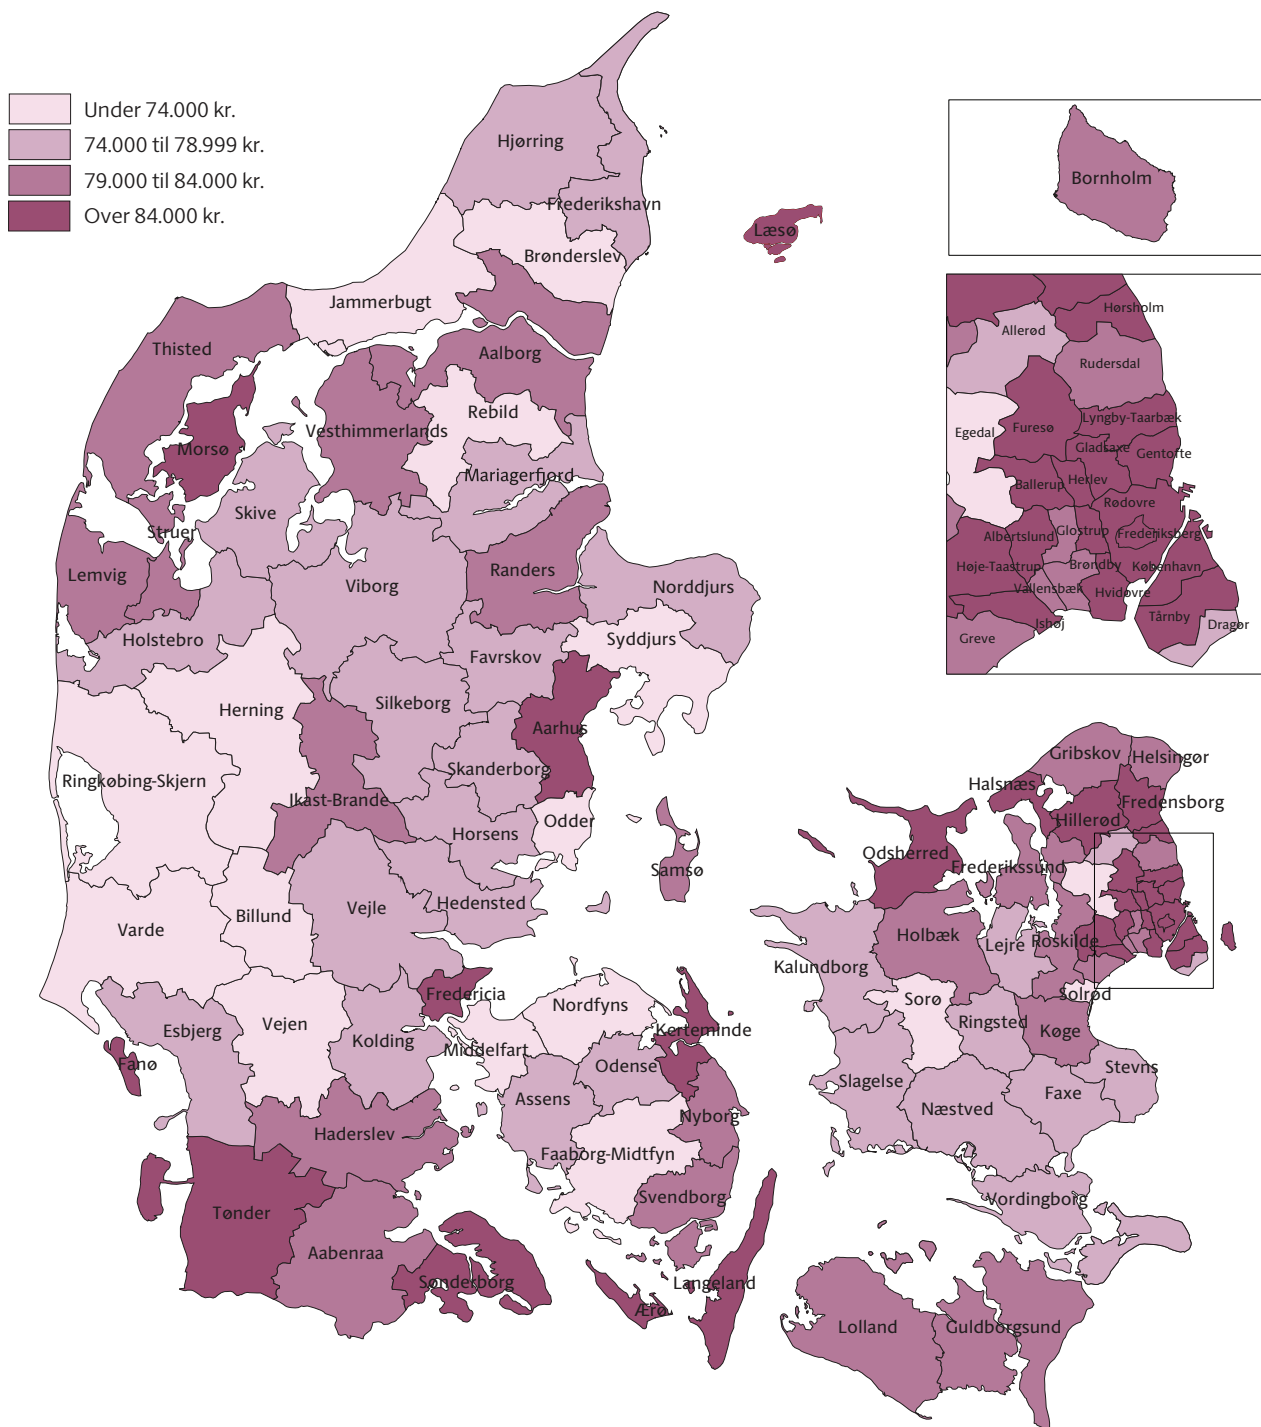 Under 74.000 kr.
74.000 til 78.999 kr.
79.000 til 84.000 kr.
Over 84.000 kr.
Hjørring
Frederikshavn
Læsø
Brønderslev
Jammerbugt
Thisted
Aalborg
Rebild
Vesthimmerlands
Morsø
Mariagerfjord
Skive
Struer
Lemvig
Viborg
Randers
Norddjurs
Holstebro
Syddjurs
Favrskov
Herning
Silkeborg
Aarhus
Skanderborg
Ringkøbing-Skjern
Ikast-Brande
Horsens
Odder
Samsø
Hedensted
Billund
Vejle
Varde
Fredericia
Nordfyns
Vejen
Esbjerg
Kolding
Middelfart
Kerteminde
Odense
Fanø
Assens
Nyborg
Haderslev
Faaborg-Midtfyn
Svendborg
Tønder
Aabenraa
Sønderborg
Langeland
Ærø
Bornholm
Hørsholm
Allerød
Rudersdal
Lyngby-Taarbæk
Egedal
Furesø
Gladsaxe
Gentofte
Ballerup
Herlev
Rødovre
Albertslund
Glostrup
Frederiksberg
Høje-Taastrup
Brøndby
København
Vallensbæk
Hvidovre
Ishøj
Tårnby
Dragør
Greve
Gribskov
Helsingør
Halsnæs
Fredensborg
Hillerød
Odsherred
Frederikssund
Holbæk
Lejre
Roskilde
Kalundborg
Solrød
Sorø
Ringsted
Køge
Stevns
Slagelse
Faxe
Næstved
Vordingborg
Lolland
Guldborgsund